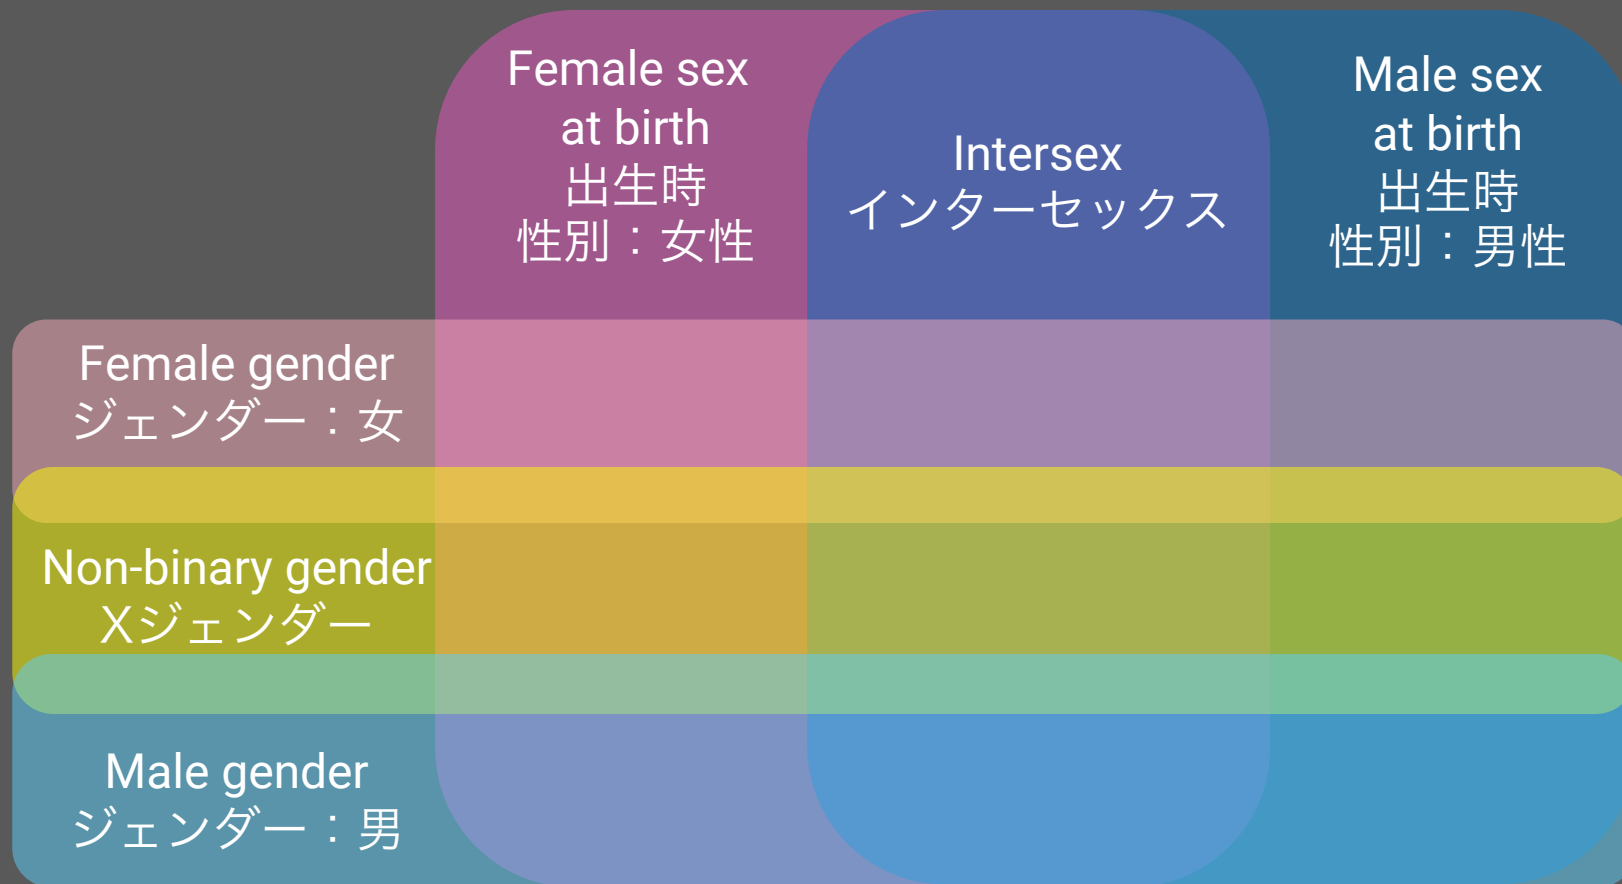 Female sex
at birth
出生時
性別：女性
Intersex
インターセックス
Male sex
at birth
出生時
性別：男性
Female gender
ジェンダー：女
Non-binary gender
Xジェンダー
Male gender
ジェンダー：男